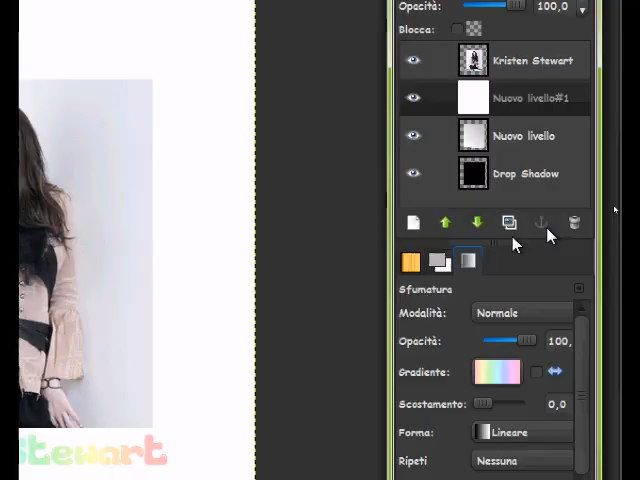 Opacità: 100,0
Blocca:
Kristen Stewart
Nuovo livello#1
Nuovo livello
Drop Shadow
Sfumatura
Modalità: Normale
Opacità: 100,
Gradiente:
Scostamento: 0,0
Forma: Lineare
Ripeti Nessuna
Stewart